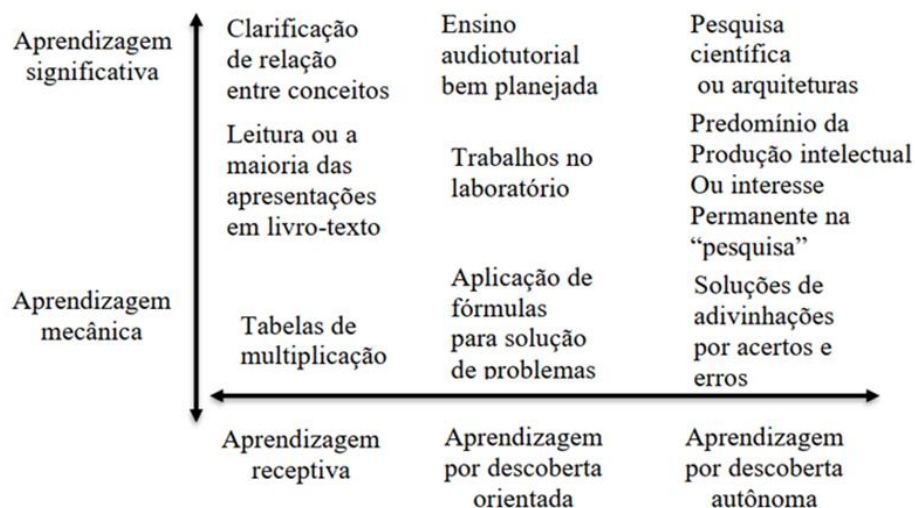 Aprendizagem
significativa
Clarificação
de relação
entre conceitos
Ensino
audiotutorial
bem planejada
Pesquisa
científica
ou arquiteturas
Leitura ou a
maioria das
apresentações
em livro-texto
Trabalhos no
laboratório
Predomínio da
Produção intelectual
Ou interesse
Permanente na
“pesquisa”
Aprendizagem
mecânica
Tabelas de
multiplicação
Aplicação de
fórmulas
para solução
de problemas
Soluções de
adivinhações
por acertos e
erros
Aprendizagem
receptiva
Aprendizagem
por descoberta
orientada
Aprendizagem
por descoberta
autônoma